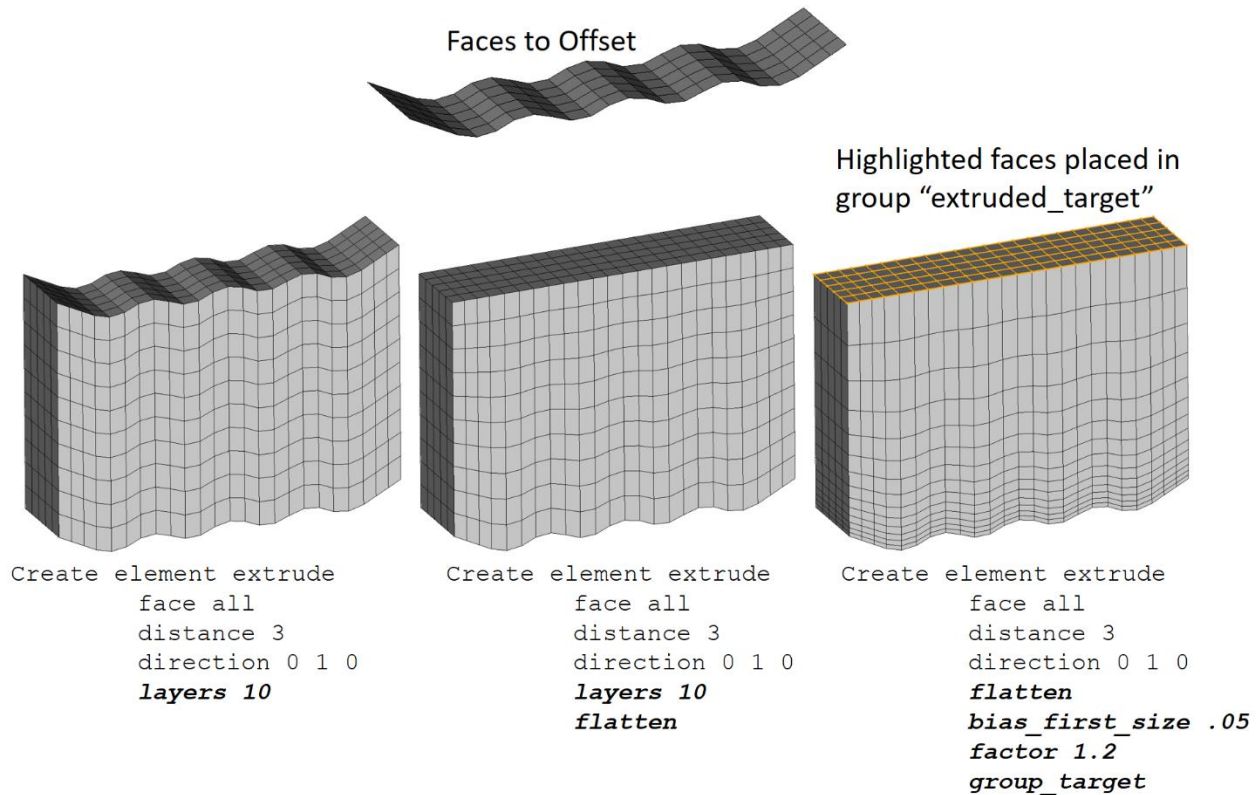 Faces to Offset
Highlighted faces placed in
group “extruded_target”
Create element extrude
face all
distance 3
direction 0 1 0
layers 10
Create element extrude
face all
distance 3
direction 0 1 0
layers 10
flatten
Create element extrude
face all
distance 3
direction 0 1 0
flatten
bias_first_size .05
factor 1.2
group_target